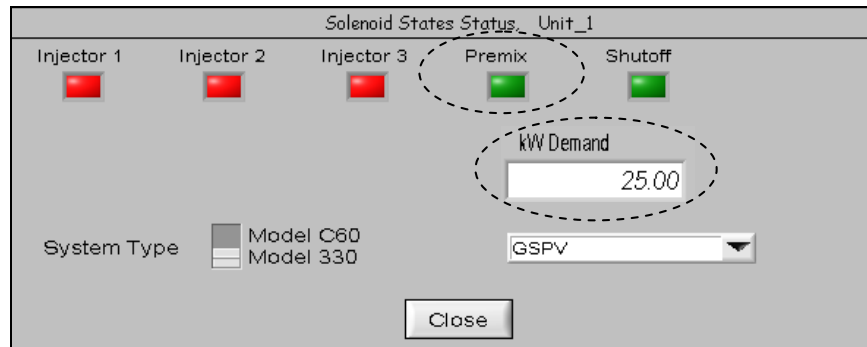 Solenoid States Status, Unit_1
Injector 1 Injector 2 Injector 3 Premix Shutoff
kW Demand
25.00
System Type
Model C60
Model 330
GSPV
Close